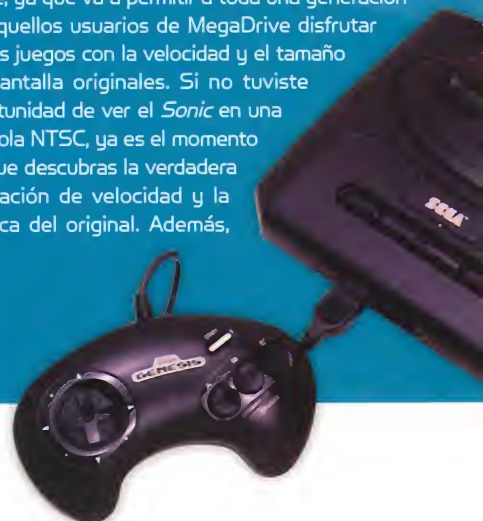 ya que va a permitir a toda una generación
quellos usuarios de MegaDrive disfrutar
s juegos con la velocidad y el tamaño
antalla originales. Si no tuviste
tunidad de ver el Sonic en una
ola NTSC, ya es el momento
ue descubras la verdadera
ación de velocidad y la
ca del original. Además,
SEGA
GENESIS